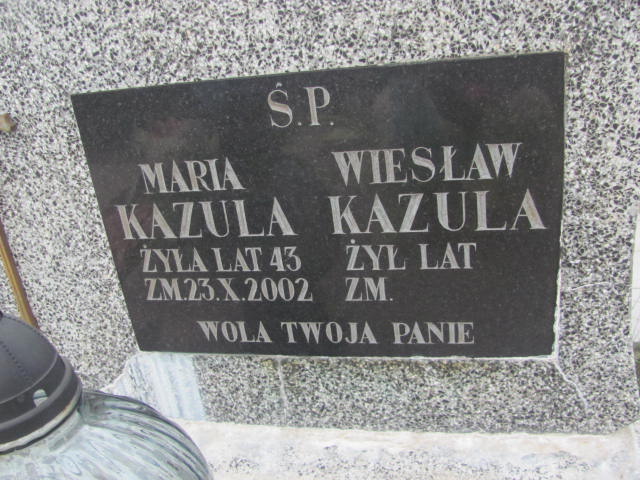 Ś.P.
MARIA
KAZULA
ŻYŁA LAT 43
ZM.23.X.2002
WIESŁAW
KAZULA
ŻYŁ LAT
ZM.
WOLA TWOJA PANIE